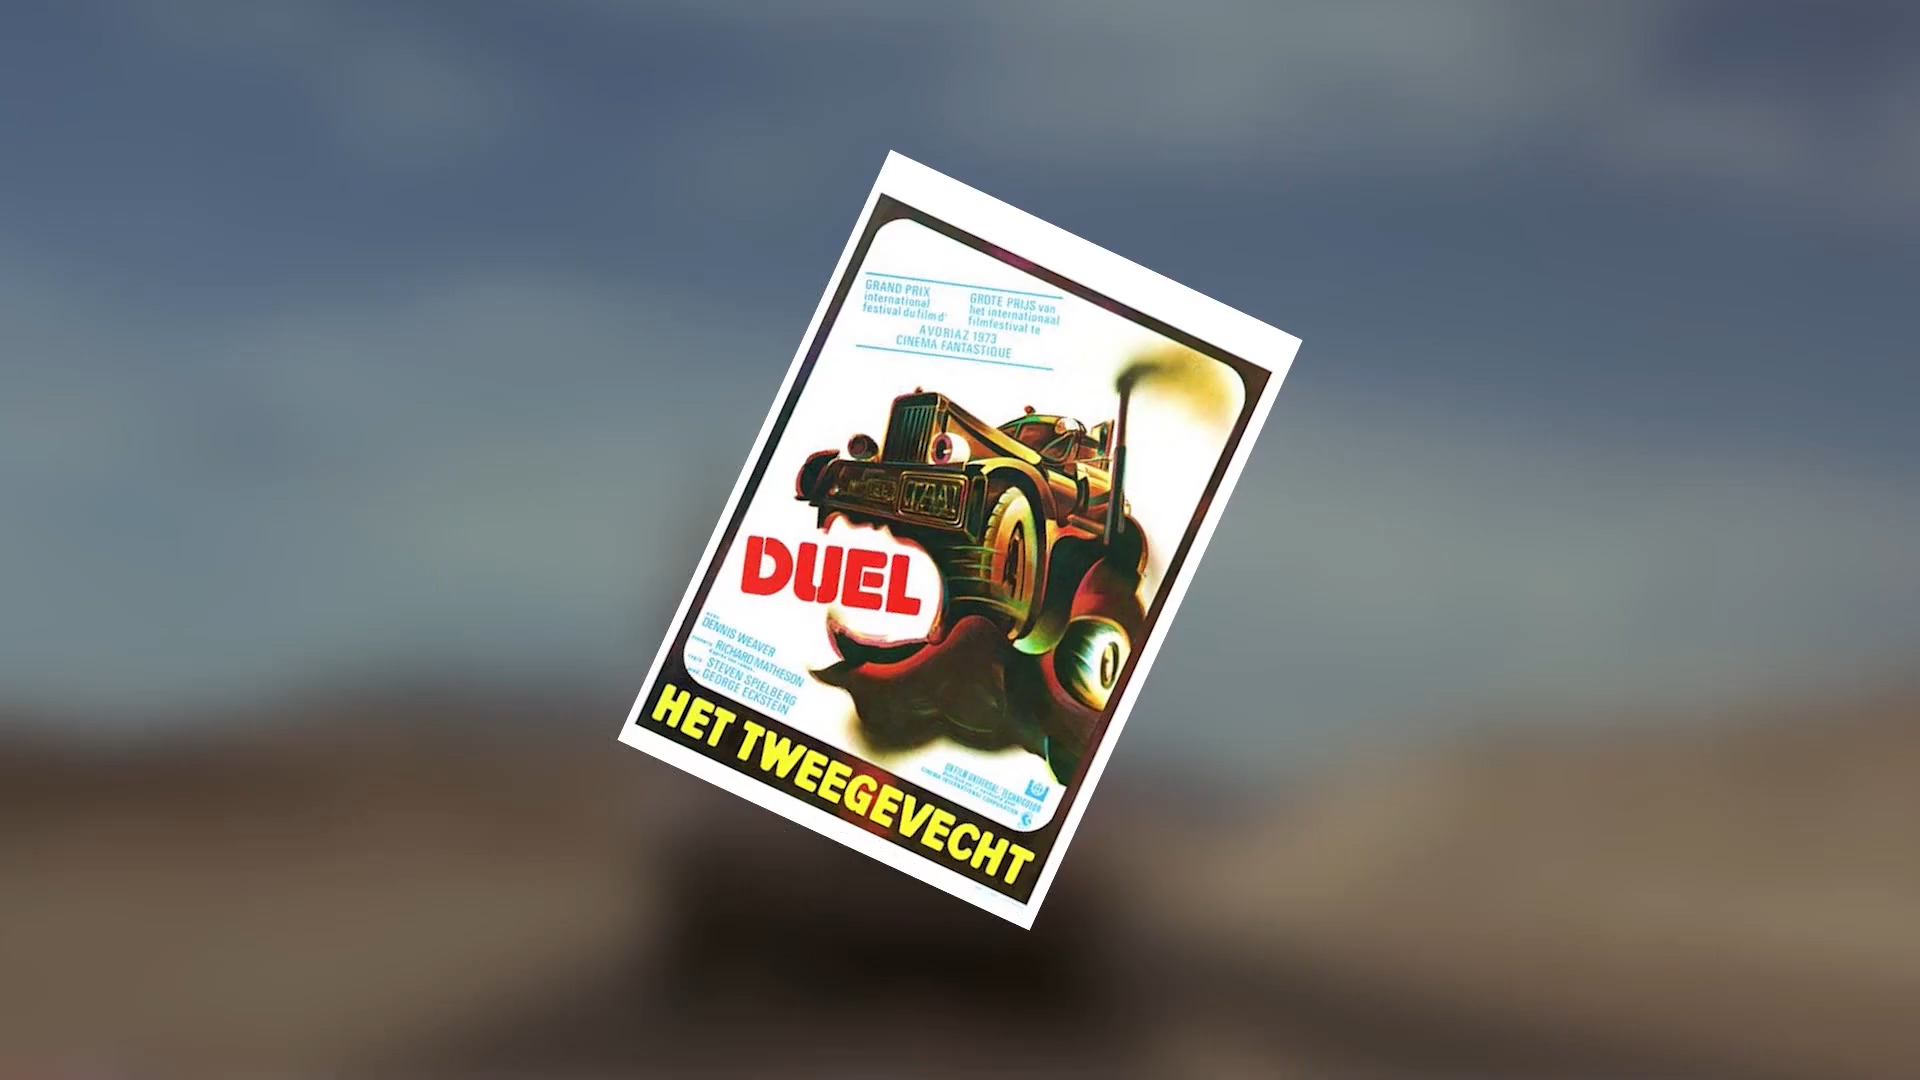 GRAND PRIX
international
festival du film d'
GROTE PRIJS van
het internationaal
filmfestival te
AVORIAZ 1973
CINEMA FANTASTIQUE
DUEL
DENNIS WEAVER
RICHARD MATHESON
STEVEN SPIELBERG
GEORGE ECKSTEIN
UN FILM UNIVERSAL / TECHNICOLOR
CINEMA INTERNATIONAL CORPORATION
HET TWEEGEVECHT